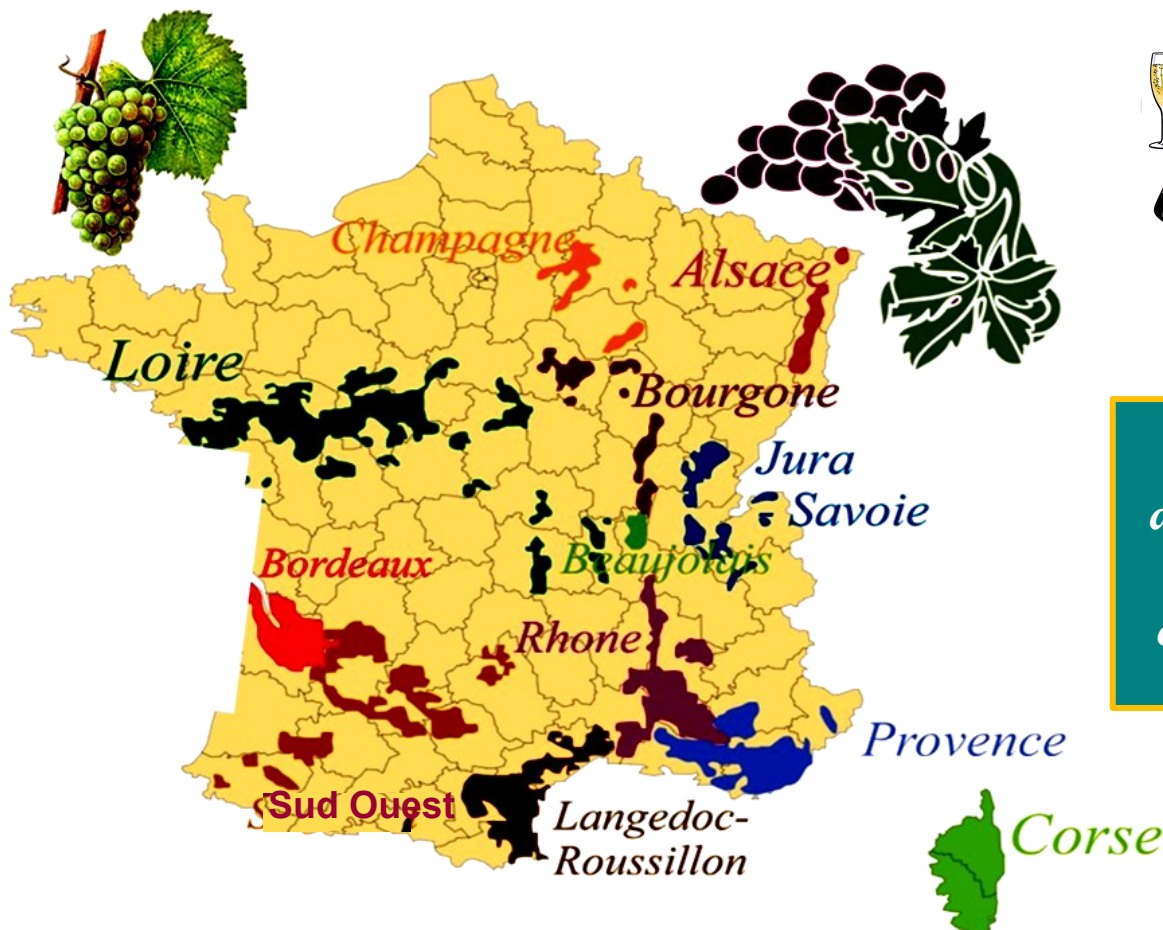 Champagne
Alsace
Loire
Bourgone
Jura
Savoie
Bordeaux
Beaujolais
Rhone
Provence
Sud Ouest
Langedoc-
Roussillon
Corse